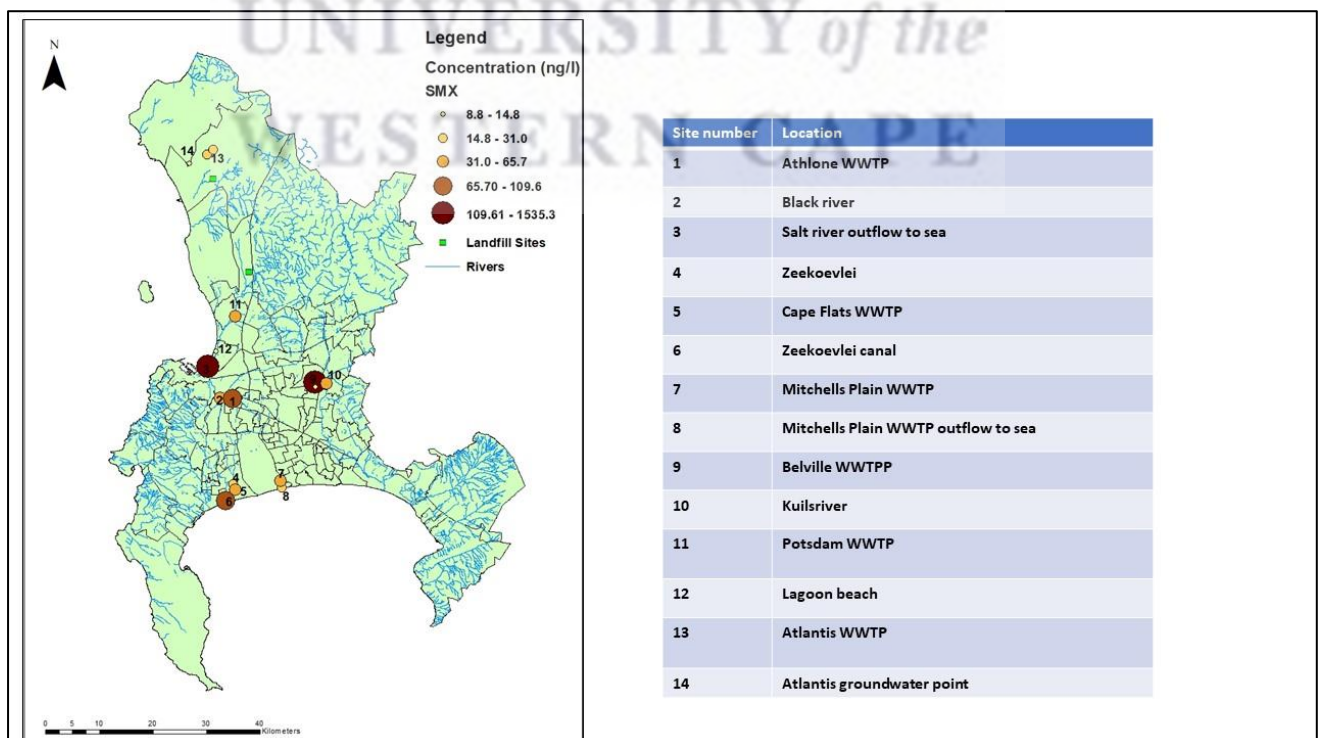 UNIVERSITY of the
WESTERN CAPE
N
Legend
Concentration (ng/l)
SMX
8.8 - 14.8
14.8 - 31.0
31.0 - 65.7
65.70 - 109.6
109.61 - 1535.3
Landfill Sites
Rivers
14
13
11
12
10
2
1
4
5
6
7
8
0 5 10 20 30 40
Kilometers
Site number Location
1 Athlone WWTP
2 Black river
3 Salt river outflow to sea
4 Zeekoevlei
5 Cape Flats WWTP
6 Zeekoevlei canal
7 Mitchells Plain WWTP
8 Mitchells Plain WWTP outflow to sea
9 Belville WWTPP
10 Kuilsriver
11 Potsdam WWTP
12 Lagoon beach
13 Atlantis WWTP
14 Atlantis groundwater point